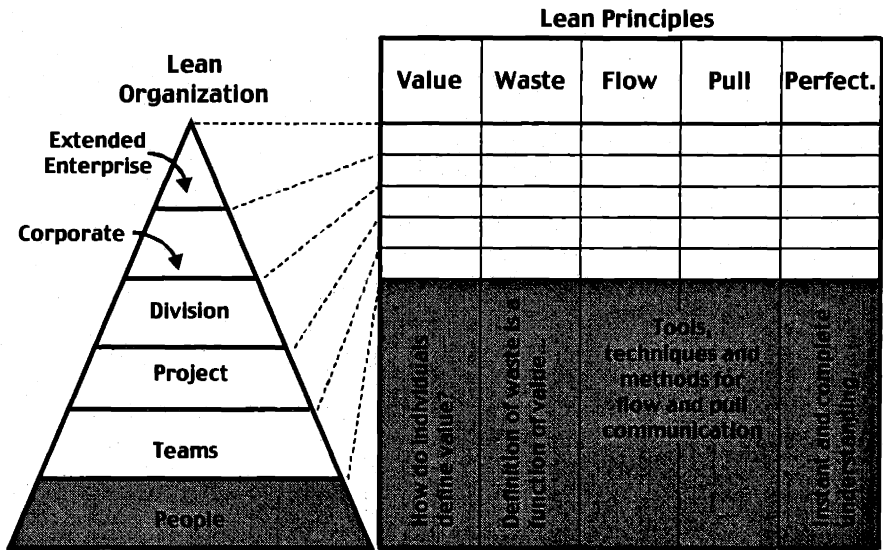 Lean Principles
Lean
Organization
Value
Waste
Flow
Pull
Perfect.
Extended
Enterprise
Corporate
Division
Project
Teams
People
How do individuals
define value?
Definition of waste is a
function of value...
Tools,
techniques and
methods for
flow and pull
communication
Instant and complete
understanding